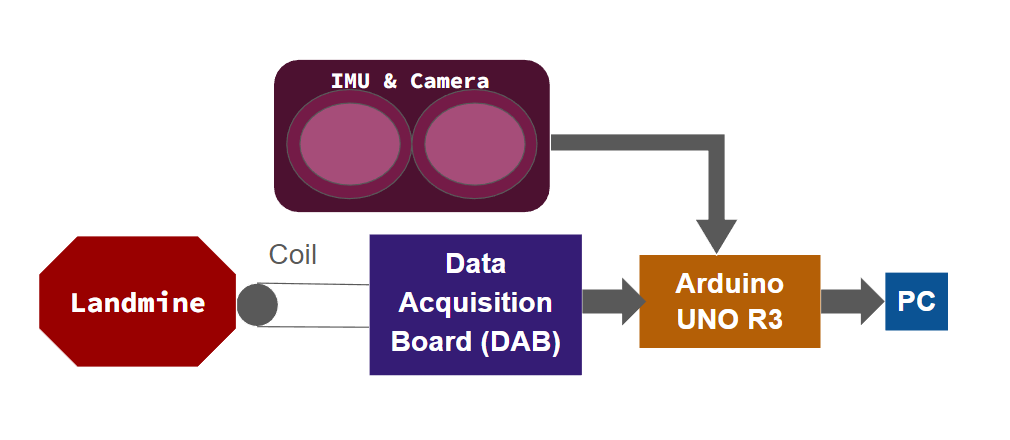 IMU & Camera
Coil
Landmine
Data
Acquisition
Board (DAB)
Arduino
UNO R3
PC